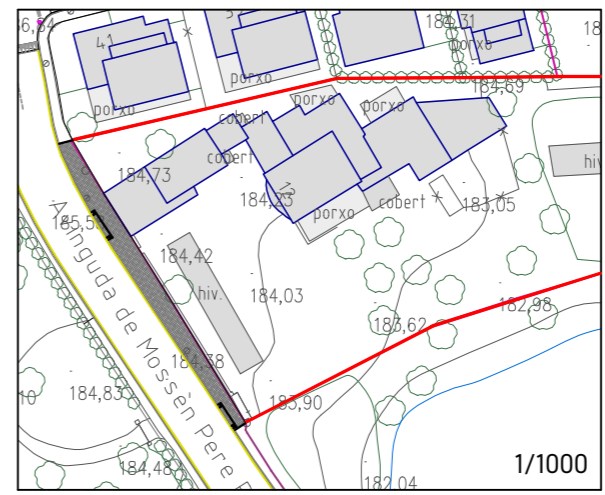 184,31
18
41
porxo
porxo
184,69
porxo
cobert
porxo
porxo
cobert
hiv
184,73
184,23
12
cobert
183,05
porxo
185,5
184,42
hiv.
184,03
183,62
182,98
184,38
184,83
10
183,90
Avinguda de Mossèn Pere
184,48
182,04
1/1000